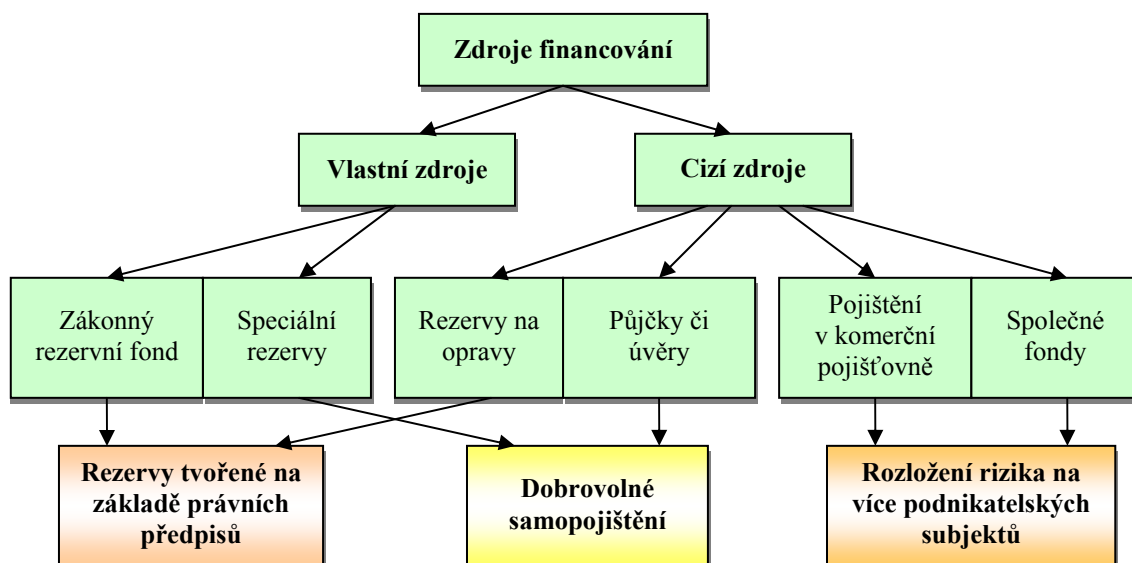 Zdroje financování
Vlastní zdroje
Cizí zdroje
Zákonný
rezervní fond
Speciální
rezervy
Rezervy na
opravy
Půjčky či
úvěry
Pojištění
v komerční
pojišťovně
Společné
fondy
Rezervy tvořené na
základě právních
předpisů
Dobrovolné
samopojištění
Rozložení rizika na
více podnikatelských
subjektů